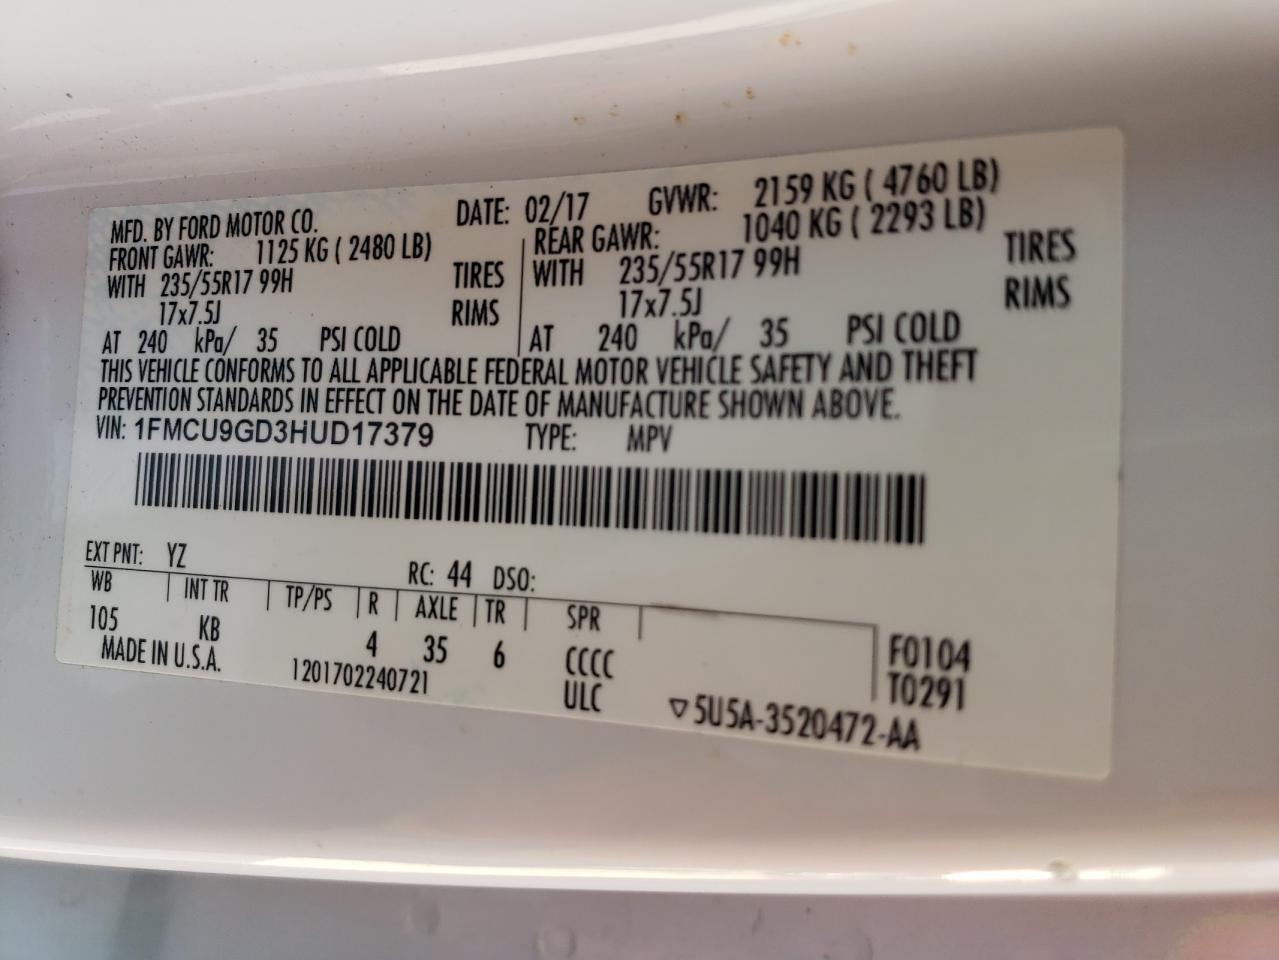 MFD. BY FORD MOTOR CO. DATE: 02/17 GVWR: 2159 KG ( 4760 LB)
FRONT GAWR: 1125 KG ( 2480 LB) REAR GAWR: 1040 KG ( 2293 LB)
WITH 235/55R17 99H TIRES WITH 235/55R17 99H TIRES
17x7.5J RIMS 17x7.5J RIMS
AT 240 kPa/ 35 PSI COLD AT 240 kPa/ 35 PSI COLD
THIS VEHICLE CONFORMS TO ALL APPLICABLE FEDERAL MOTOR VEHICLE SAFETY AND THEFT
PREVENTION STANDARDS IN EFFECT ON THE DATE OF MANUFACTURE SHOWN ABOVE.
VIN: 1FMCU9GD3HUD17379 TYPE: MPV
EXT PNT: YZ RC: 44 DSO:
WB INT TR TP/PS R AXLE TR SPR
105 KB 4 35 6 CCCC F0104
MADE IN U.S.A. 1201702240721 ULC T0291
▽5U5A-3520472-AA